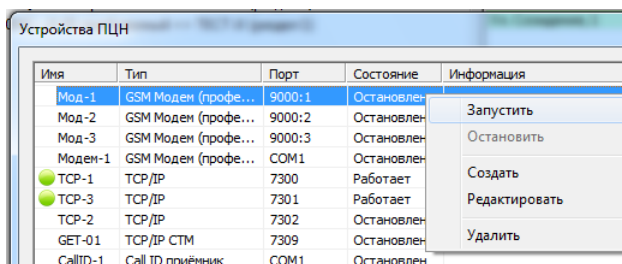 Устройства ПЦН
Имя Тип Порт Состояние Информация
Мод-1 GSM Модем (профе... 9000:1 Остановлен
Мод-2 GSM Модем (профе... 9000:2 Остановлен
Мод-3 GSM Модем (профе... 9000:3 Остановлен
Модем-1 GSM Модем (профе... COM1 Остановлен
TCP-1 TCP/IP 7300 Работает
TCP-3 TCP/IP 7301 Работает
TCP-2 TCP/IP 7302 Остановлен
GET-01 TCP/IP СТМ 7309 Остановлен
CallID-1 Call ID приёмник COM1 Остановлен
Запустить
Остановить
Создать
Редактировать
Удалить